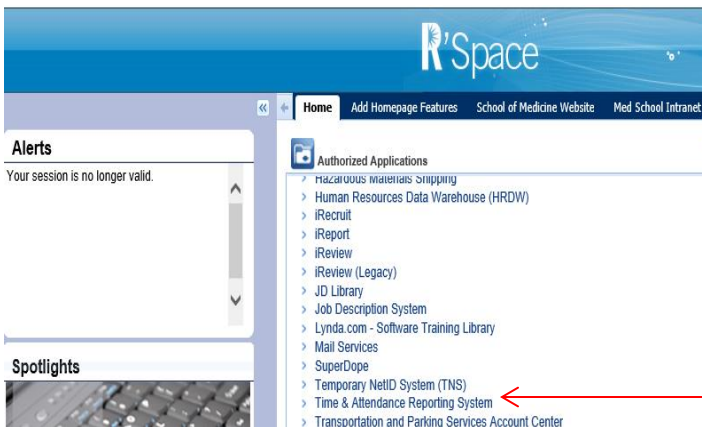 R'Space
Home Add Homepage Features School of Medicine Website Med School Intranet
Alerts
Your session is no longer valid.
Authorized Applications
Hazardous Materials Shipping
Human Resources Data Warehouse (HRDW)
iRecruit
iReport
iReview
iReview (Legacy)
JD Library
Job Description System
Lynda.com - Software Training Library
Mail Services
SuperDope
Temporary NetID System (TNS)
Time & Attendance Reporting System
Transportation and Parking Services Account Center
Spotlights